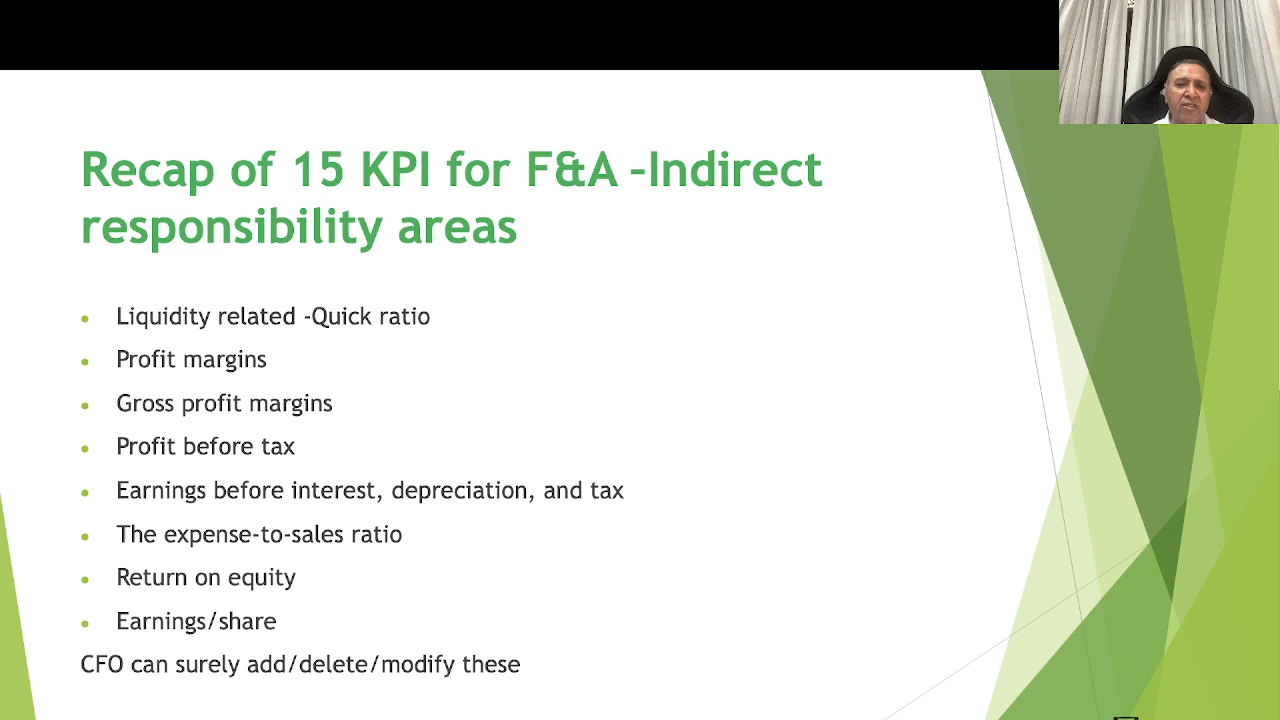 Recap of 15 KPI for F&A -Indirect
responsibility areas
• Liquidity related -Quick ratio
• Profit margins
• Gross profit margins
• Profit before tax
• Earnings before interest, depreciation, and tax
• The expense-to-sales ratio
• Return on equity
• Earnings/share
CFO can surely add/delete/modify these